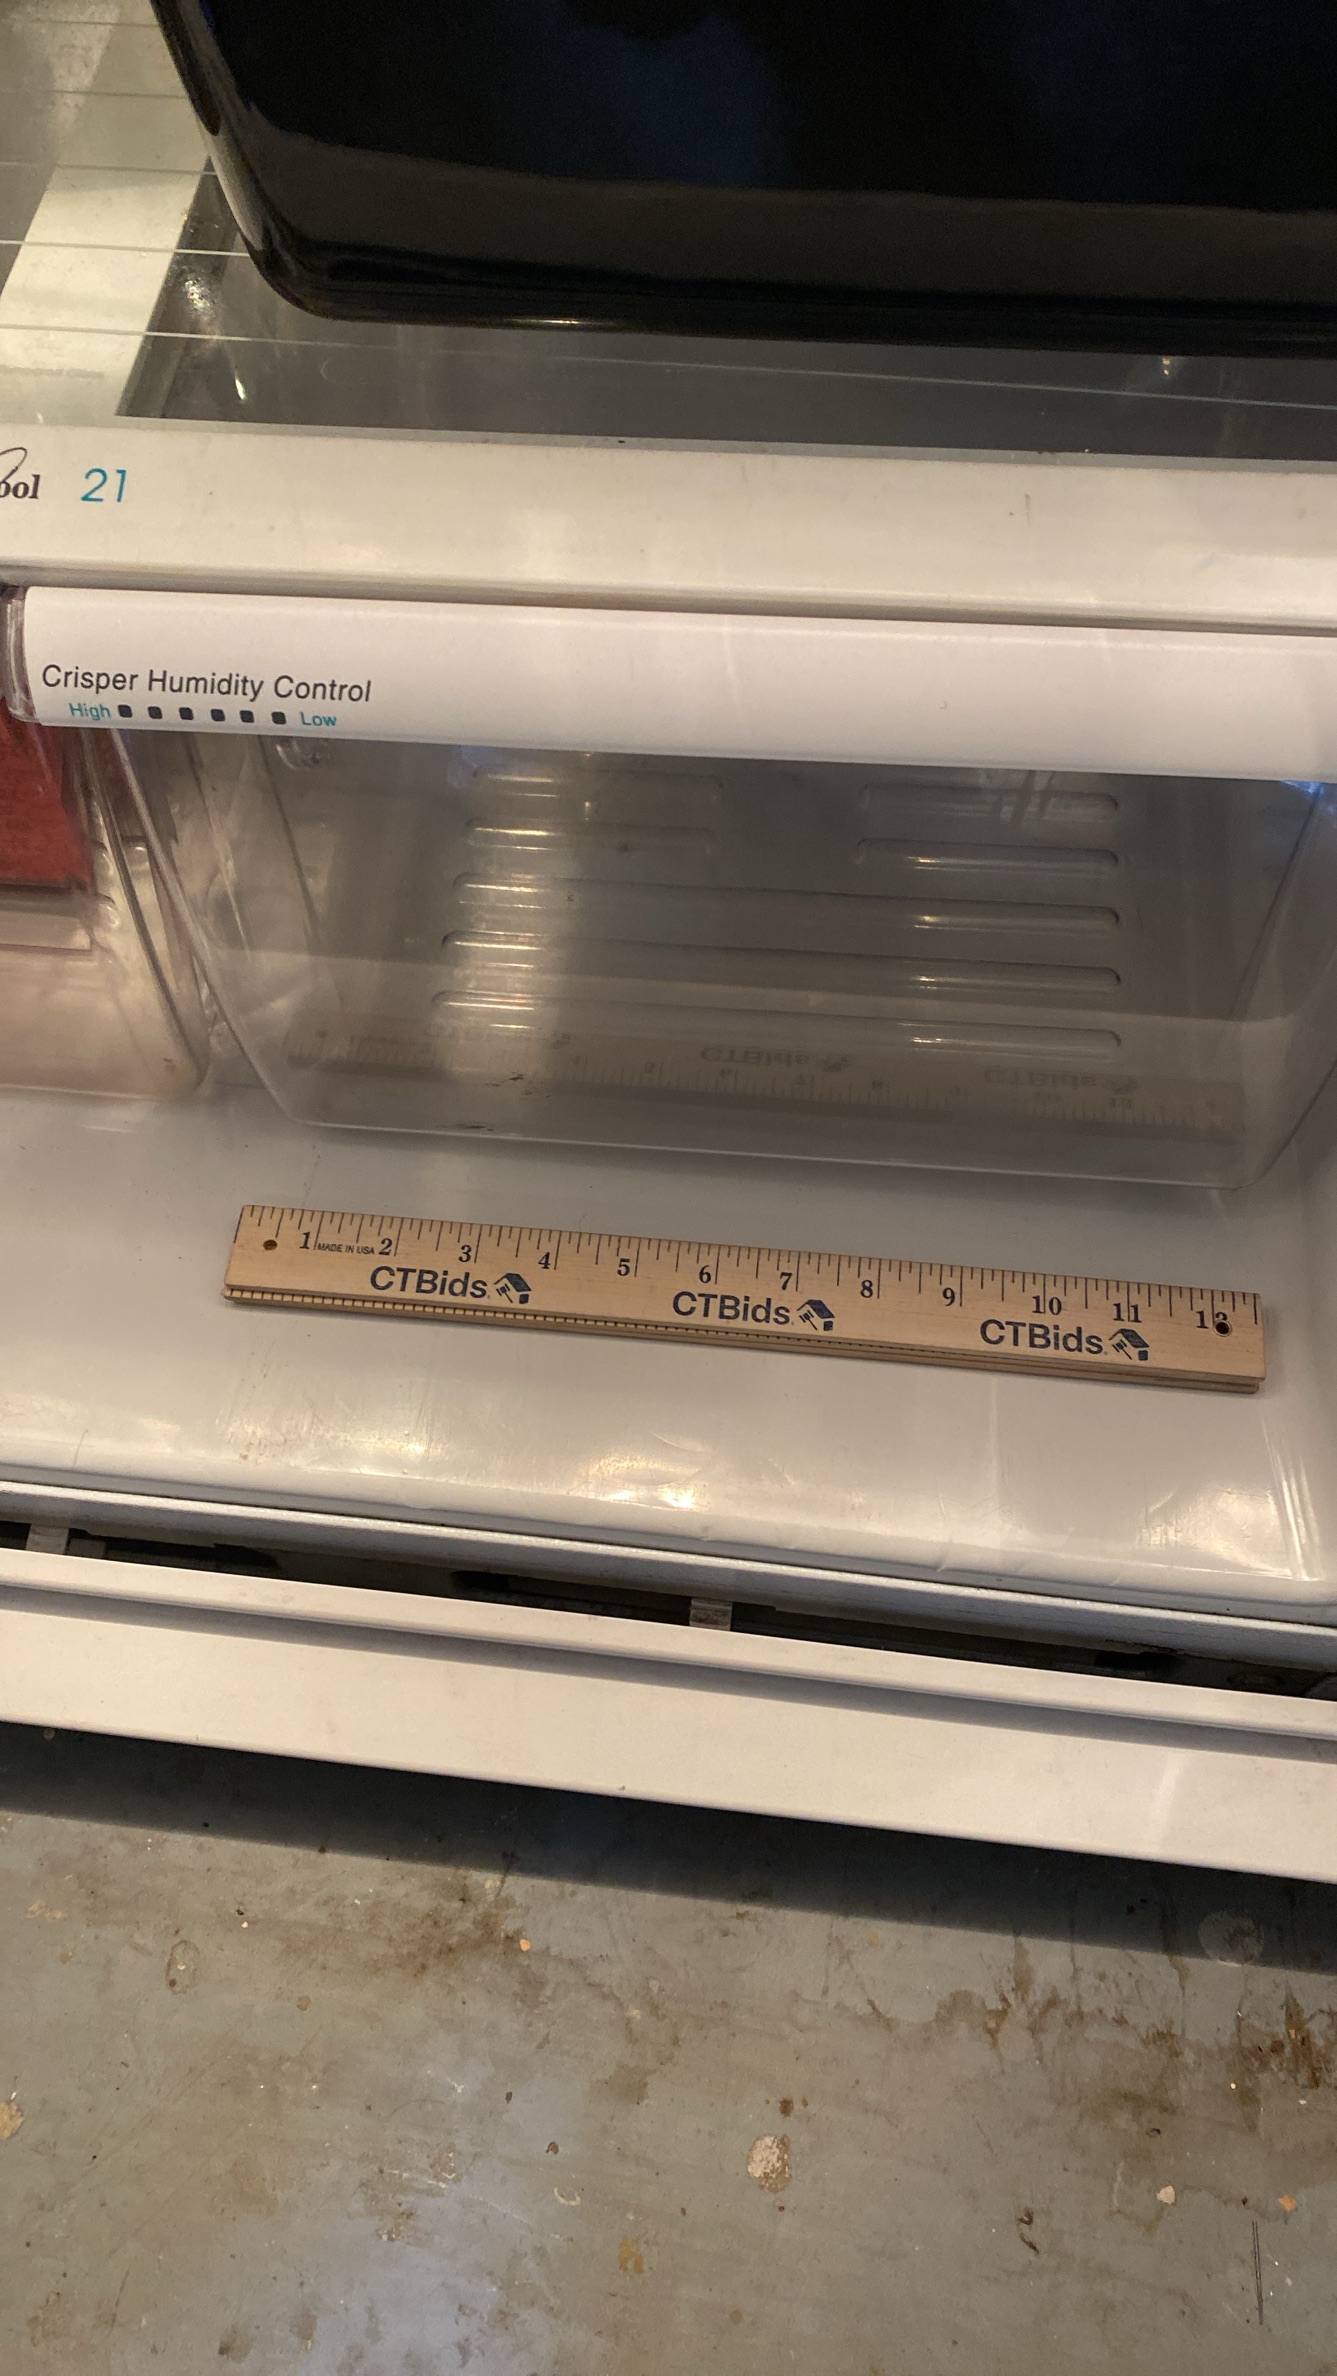 ool 21
Crisper Humidity Control
High Low
1 MADE IN USA 2 3 4 5 6 7 8 9 10 11 12
CTBids CTBids CTBids